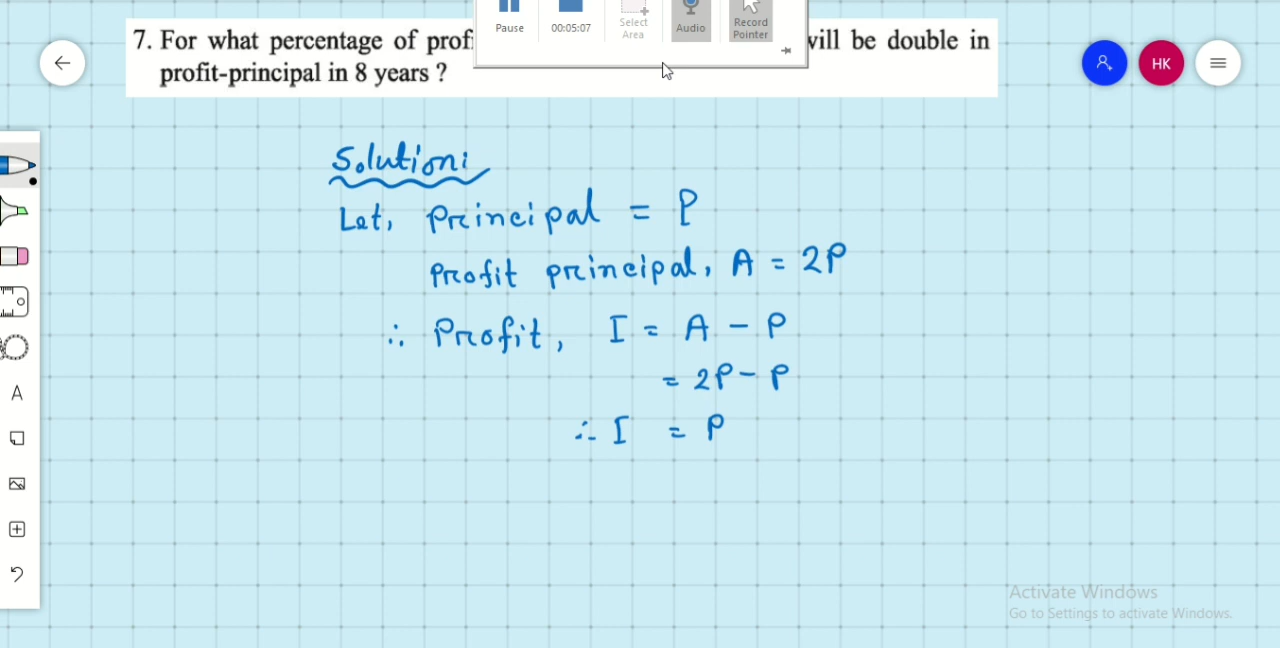 Pause
00:05:07
Select
Area
Audio
Record
Pointer
7. For what percentage of will be double in
profit-principal in 8 years ?
HK
Solution:
Let, Principal = P
Profit principal, A = 2P
∴ Profit, I = A - P
= 2P - P
∴ I = P
A
Activate Windows
Go to Settings to activate Windows.